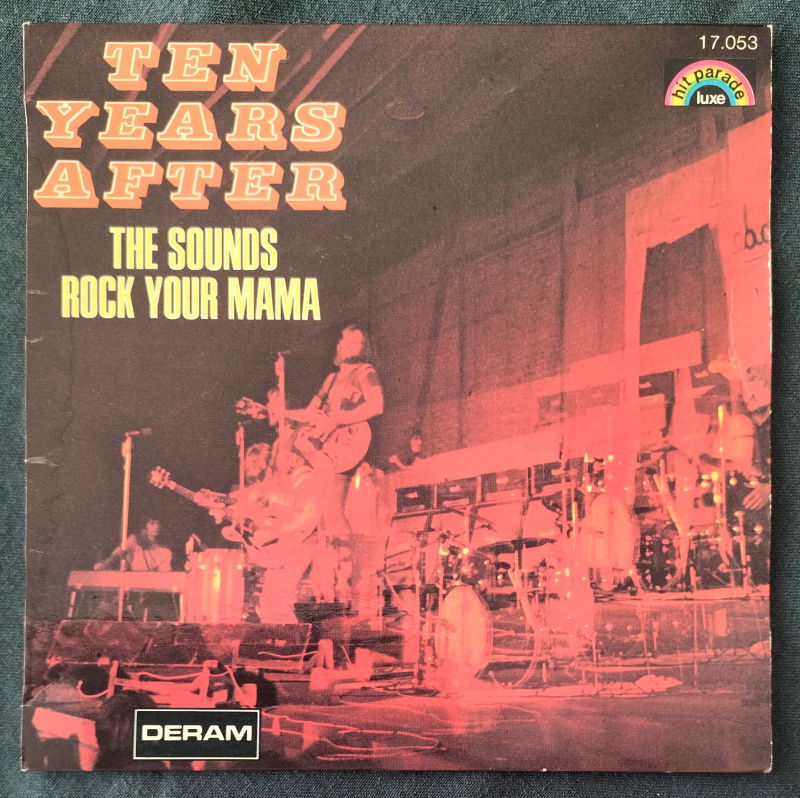 TEN
YEARS
AFTER
THE SOUNDS
ROCK YOUR MAMA
17.053
hit parade
luxe
DERAM